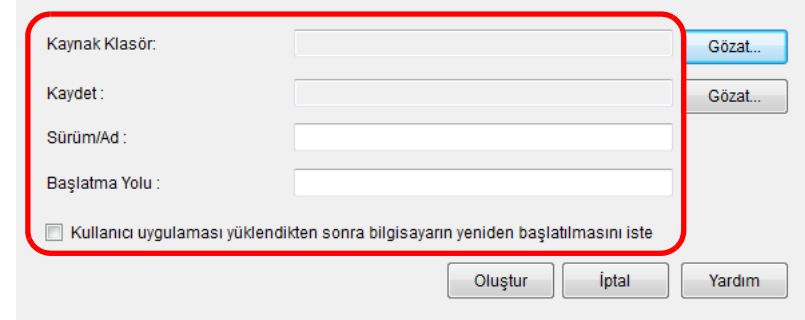 Kaynak Klasör: Gözat...
Kaydet : Gözat...
Sürüm/Ad :
Başlatma Yolu :
Kullanıcı uygulaması yüklendikten sonra bilgisayarın yeniden başlatılmasını iste
Oluştur İptal Yardım